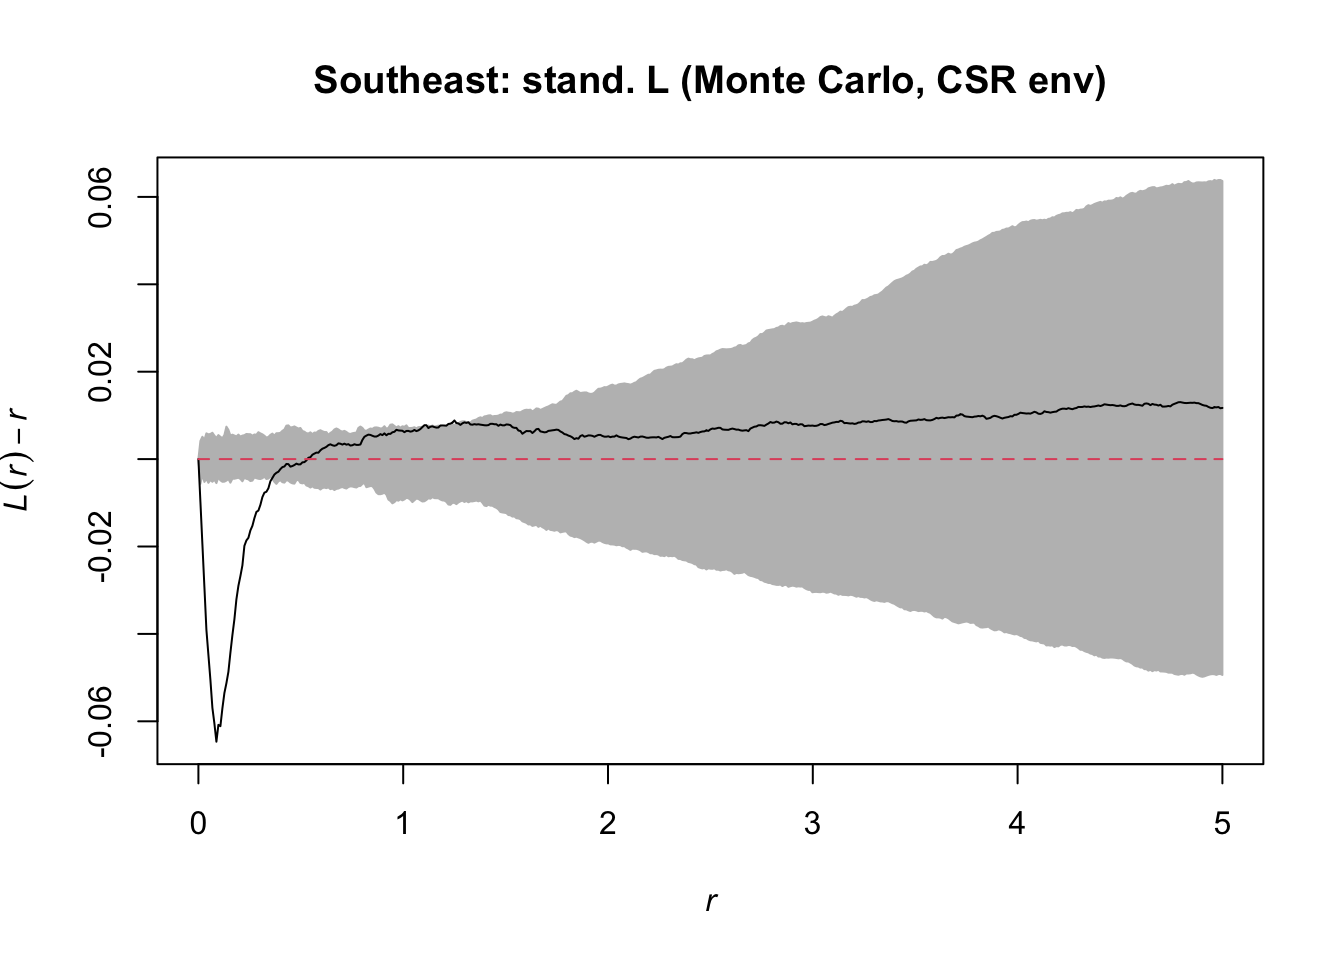 Southeast: stand. L (Monte Carlo, CSR env)
0.06
0.02
-0.02
-0.06
L(r) − r
0 1 2 3 4 5
r